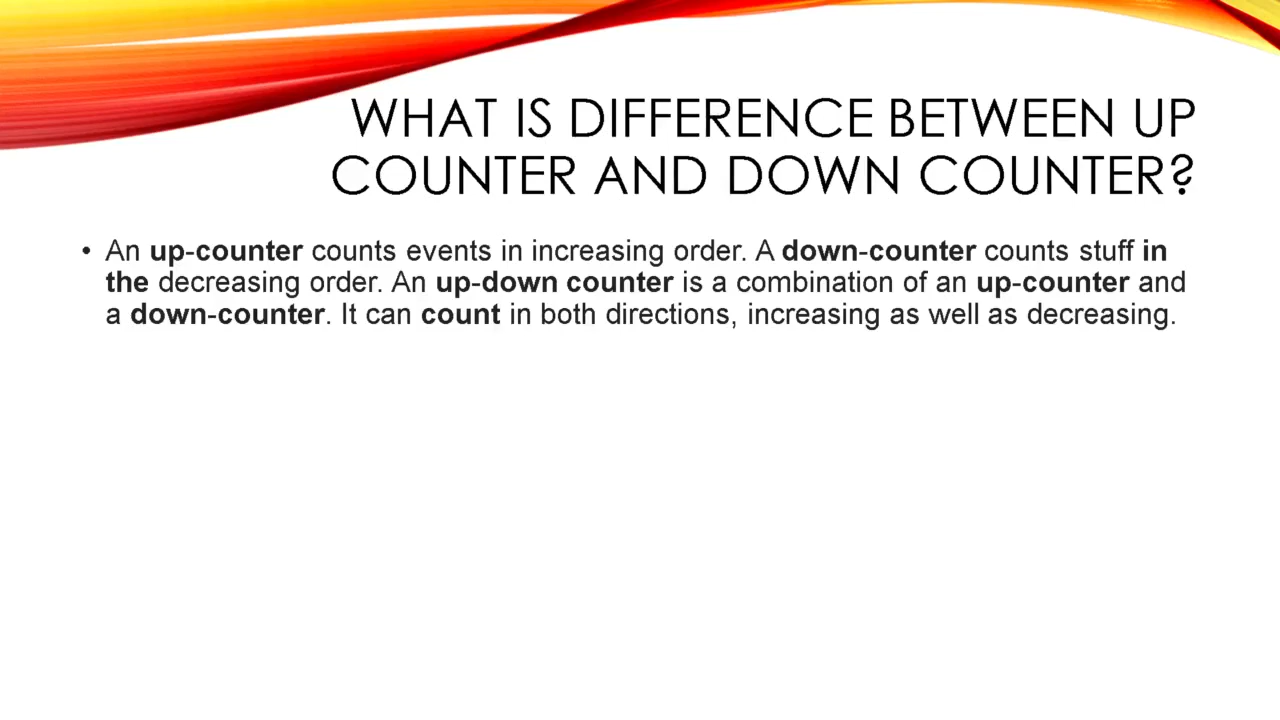 WHAT IS DIFFERENCE BETWEEN UP
COUNTER AND DOWN COUNTER?
• An up-counter counts events in increasing order. A down-counter counts stuff in
the decreasing order. An up-down counter is a combination of an up-counter and
a down-counter. It can count in both directions, increasing as well as decreasing.